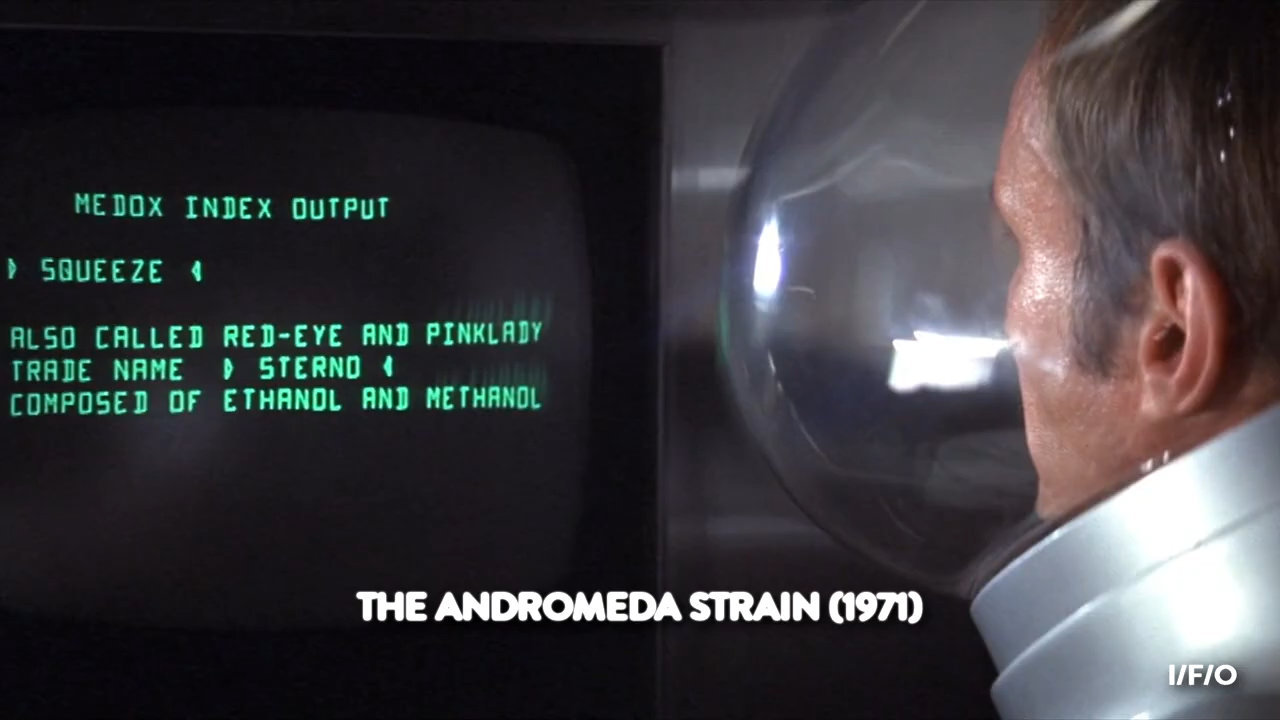 MEDOX INDEX OUTPUT
SQUEEZE
ALSO CALLED RED-EYE AND PINKLADY
TRADE NAME STERNO
COMPOSED OF ETHANOL AND METHANOL
THE ANDROMEDA STRAIN (1971)
I/F/O